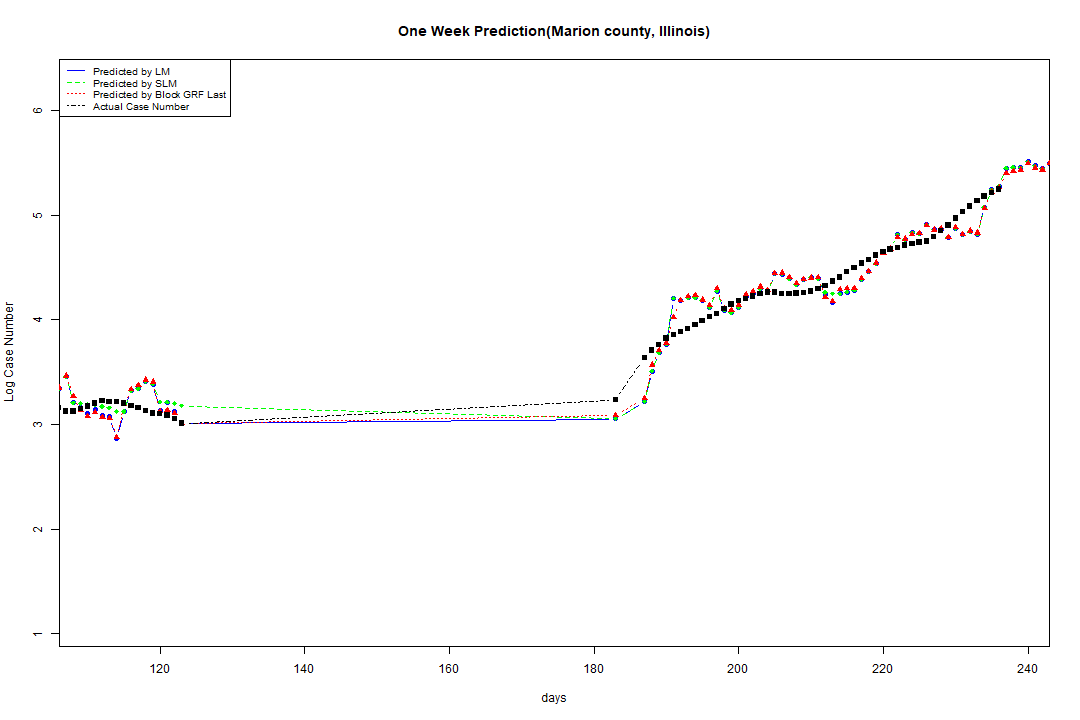 One Week Prediction(Marion county, Illinois)
Predicted by LM
Predicted by SLM
Predicted by Block GRF Last
Actual Case Number
Log Case Number
6
5
4
3
2
1
120 140 160 180 200 220 240
days